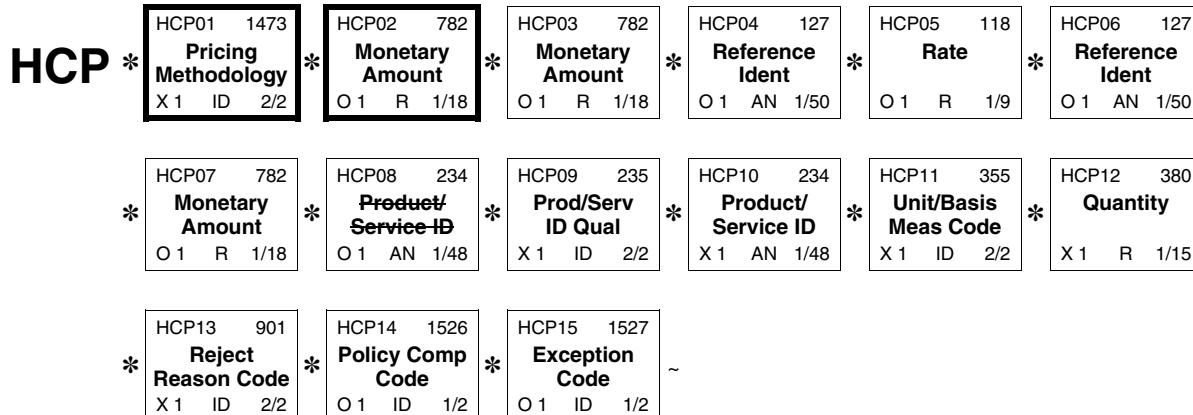 HCP * HCP01 1473 * HCP02 782 * HCP03 782 * HCP04 127 * HCP05 118 * HCP06 127
Pricing Monetary Monetary Reference Rate Reference
Methodology Amount Amount Ident Ident
X 1 ID 2/2 O 1 R 1/18 O 1 R 1/18 O 1 AN 1/50 O 1 R 1/9 O 1 AN 1/50
* HCP07 782 * HCP08 234 * HCP09 235 * HCP10 234 * HCP11 355 * HCP12 380
Monetary Product/ Prod/Serv Product/ Unit/Basis Quantity
Amount Service ID ID Qual Service ID Meas Code
O 1 R 1/18 O 1 AN 1/48 X 1 ID 2/2 X 1 AN 1/48 X 1 ID 2/2 X 1 R 1/15
* HCP13 901 * HCP14 1526 * HCP15 1527 ~
Reject Policy Comp Exception
Reason Code Code Code
X 1 ID 2/2 O 1 ID 1/2 O 1 ID 1/2